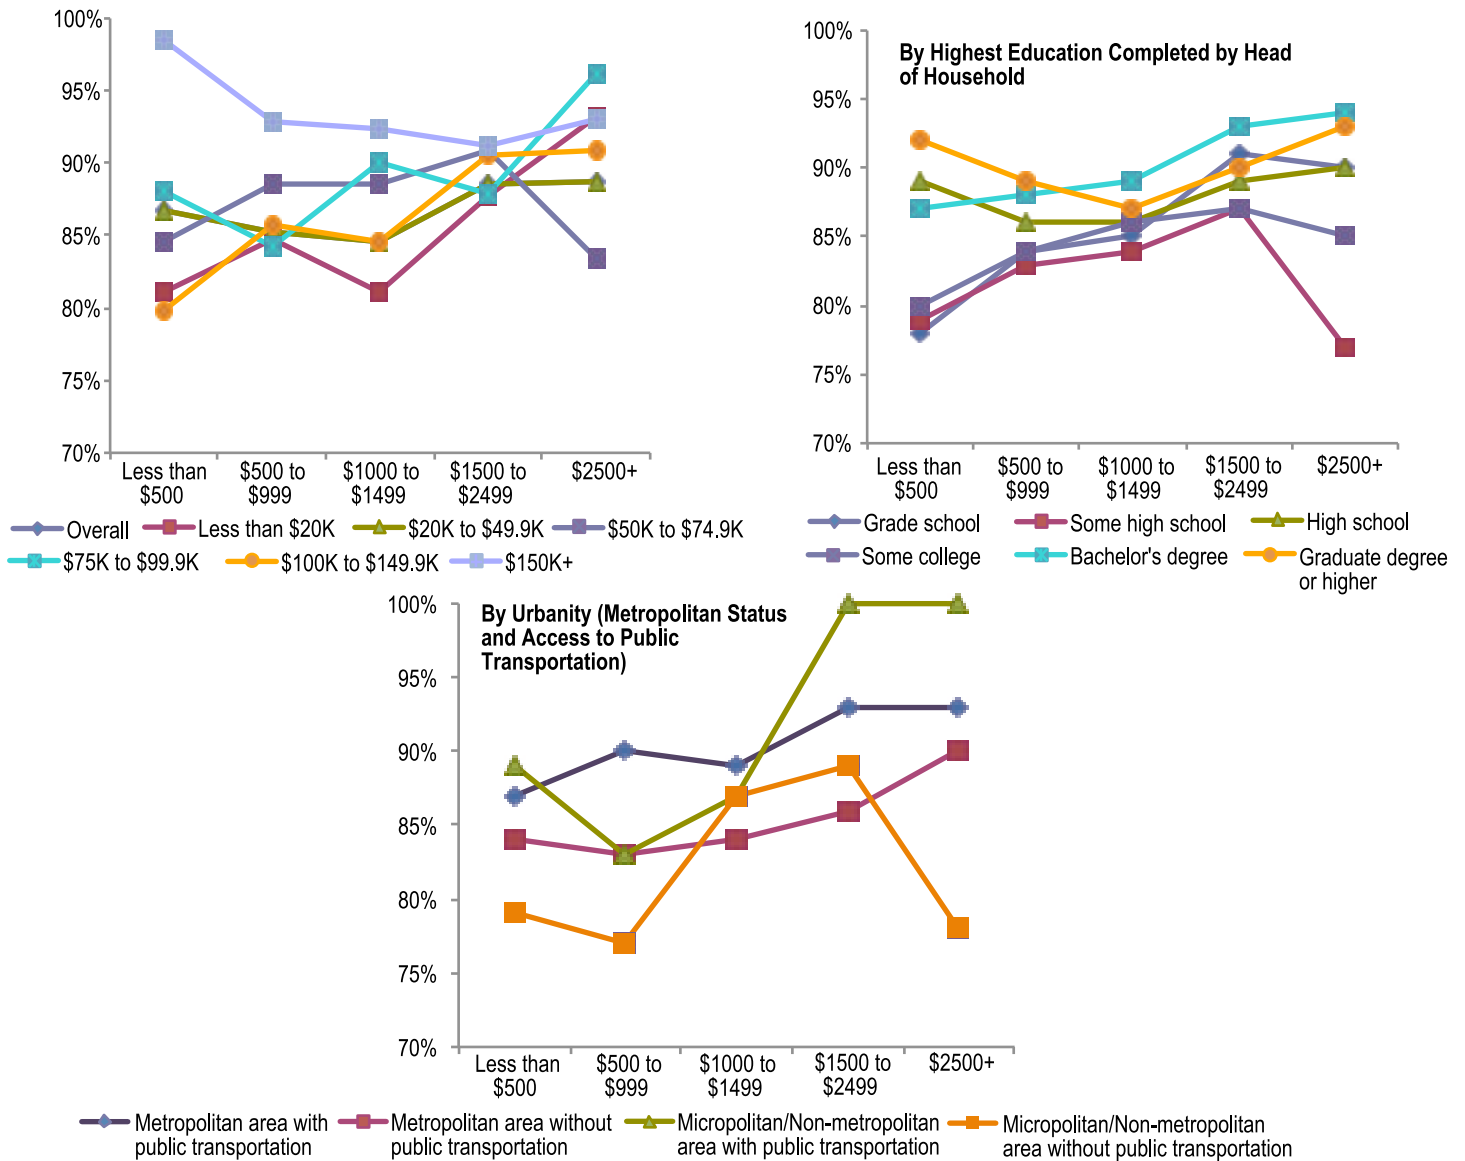 100%
95%
90%
85%
80%
75%
70%
Less than
$500
$500 to
$999
$1000 to
$1499
$1500 to
$2499
$2500+
Overall
Less than $20K
$20K to $49.9K
$50K to $74.9K
$75K to $99.9K
$100K to $149.9K
$150K+
By Highest Education Completed by Head
of Household
100%
95%
90%
85%
80%
75%
70%
Less than
$500
$500 to
$999
$1000 to
$1499
$1500 to
$2499
$2500+
Grade school
Some high school
High school
Some college
Bachelor's degree
Graduate degree
or higher
By Urbanity (Metropolitan Status
and Access to Public
Transportation)
100%
95%
90%
85%
80%
75%
70%
Less than
$500
$500 to
$999
$1000 to
$1499
$1500 to
$2499
$2500+
Metropolitan area with
public transportation
Metropolitan area without
public transportation
Micropolitan/Non-metropolitan
area with public transportation
Micropolitan/Non-metropolitan
area without public transportation